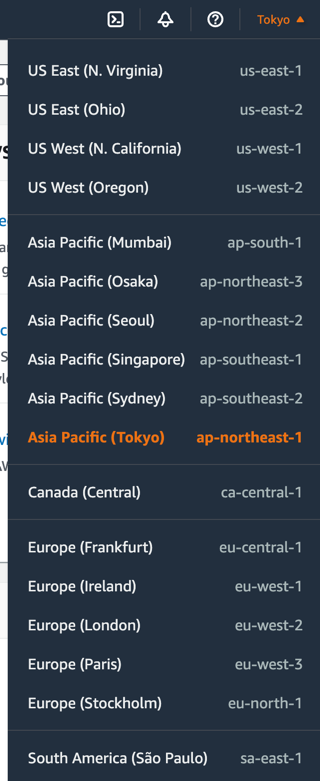 Tokyo ▲
US East (N. Virginia) us-east-1
US East (Ohio) us-east-2
US West (N. California) us-west-1
US West (Oregon) us-west-2
Asia Pacific (Mumbai) ap-south-1
Asia Pacific (Osaka) ap-northeast-3
Asia Pacific (Seoul) ap-northeast-2
Asia Pacific (Singapore) ap-southeast-1
Asia Pacific (Sydney) ap-southeast-2
Asia Pacific (Tokyo) ap-northeast-1
Canada (Central) ca-central-1
Europe (Frankfurt) eu-central-1
Europe (Ireland) eu-west-1
Europe (London) eu-west-2
Europe (Paris) eu-west-3
Europe (Stockholm) eu-north-1
South America (São Paulo) sa-east-1